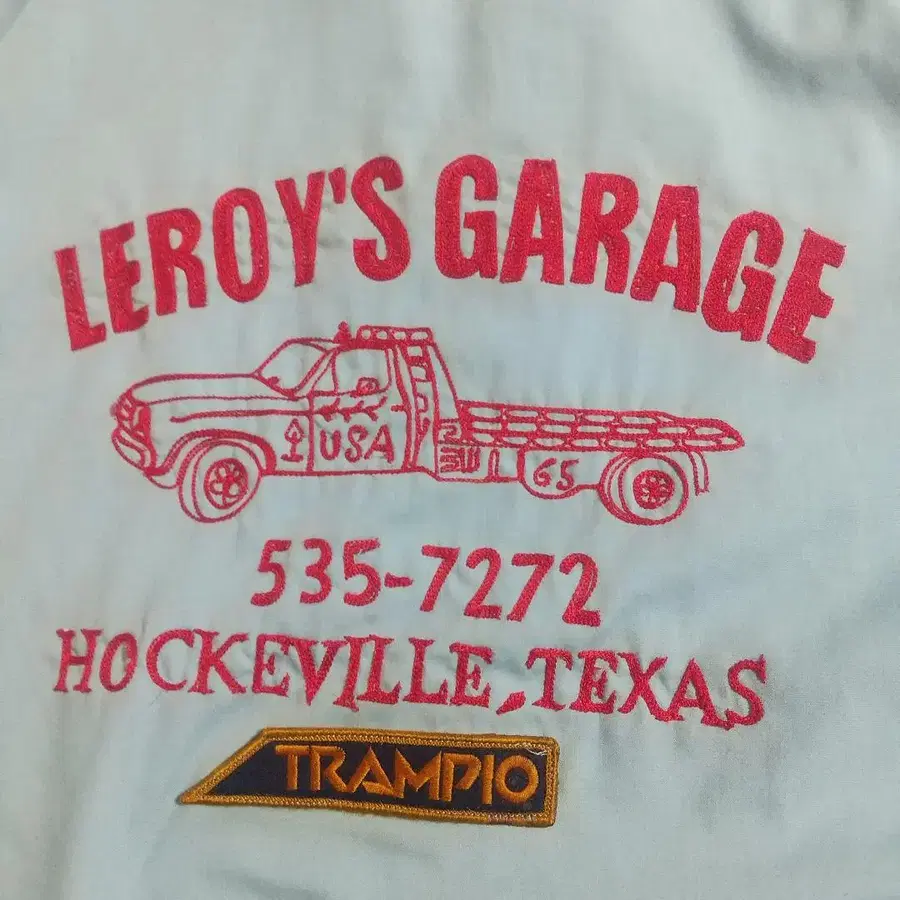 LEROY'S GARAGE
USA
65
535-7272
HOCKEVILLE, TEXAS
TRAMPIO